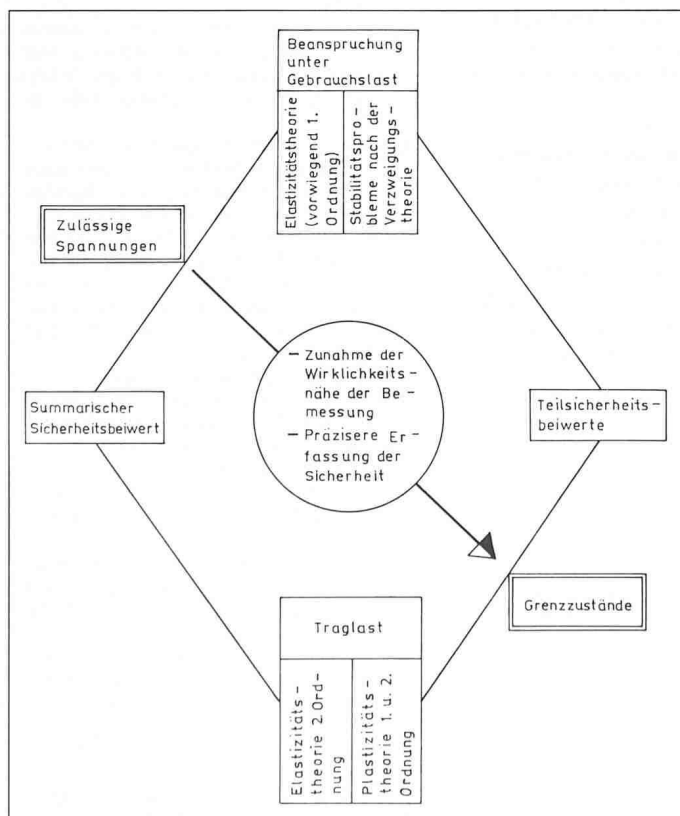 Beanspruchung
unter
Gebrauchslast
Elastizitätstheorie
(vorwiegend 1.
Ordnung)
Stabilitätspro-
bleme nach der
Verzweigungs-
theorie
Zulässige
Spannungen
- Zunahme der
Wirklichkeits-
nähe der Be-
messung
- Präzisere Er-
fassung der
Sicherheit
Summarischer
Sicherheitsbeiwert
Teilsicherheits-
beiwerte
Grenzzustände
Traglast
Elastizitäts-
theorie 2.Ord-
nung
Plastizitäts-
theorie 1. u. 2.
Ordnung